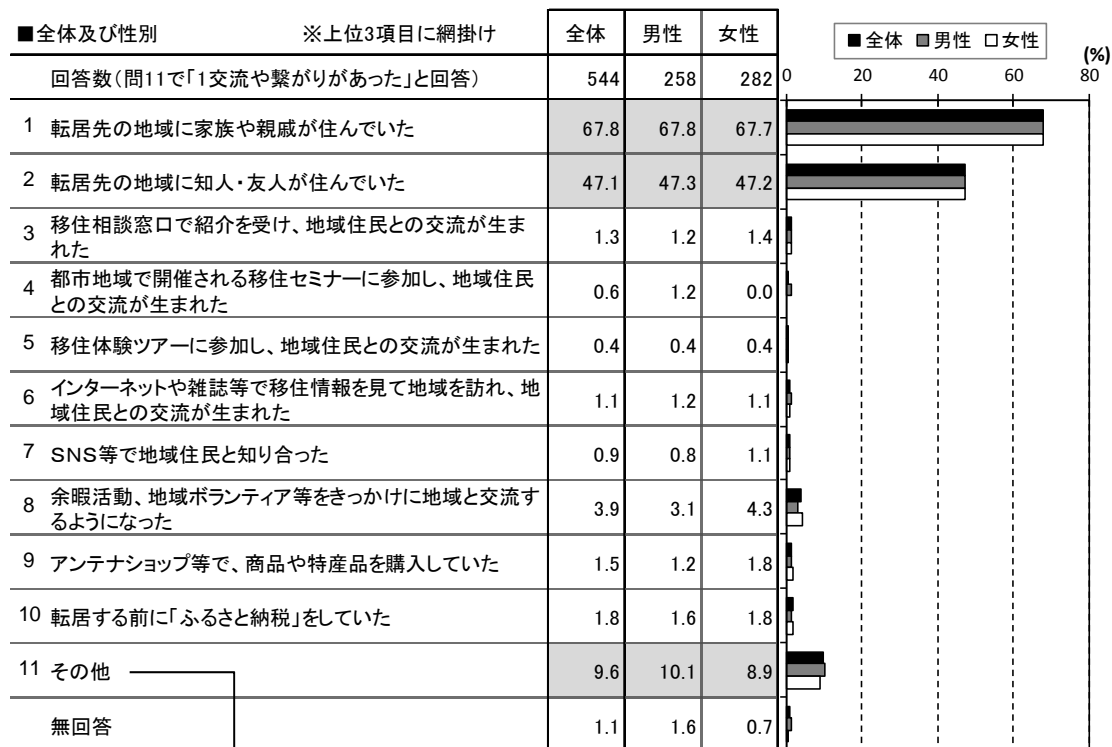 ■全体及び性別 ※上位3項目に網掛け 全体 男性 女性
■全体 ■男性 □女性
(%)
回答数(問11で「1交流や繋がりがあった」と回答) 544 258 282
0 20 40 60 80
1 転居先の地域に家族や親戚が住んでいた 67.8 67.8 67.7
2 転居先の地域に知人・友人が住んでいた 47.1 47.3 47.2
3 移住相談窓口で紹介を受け、地域住民との交流が生ま
れた 1.3 1.2 1.4
4 都市地域で開催される移住セミナーに参加し、地域住民
との交流が生まれた 0.6 1.2 0.0
5 移住体験ツアーに参加し、地域住民との交流が生まれた 0.4 0.4 0.4
6 インターネットや雑誌等で移住情報を見て地域を訪れ、地
域住民との交流が生まれた 1.1 1.2 1.1
7 SNS等で地域住民と知り合った 0.9 0.8 1.1
8 余暇活動、地域ボランティア等をきっかけに地域と交流す
るようになった 3.9 3.1 4.3
9 アンテナショップ等で、商品や特産品を購入していた 1.5 1.2 1.8
10 転居する前に「ふるさと納税」をしていた 1.8 1.6 1.8
11 その他 9.6 10.1 8.9
無回答 1.1 1.6 0.7